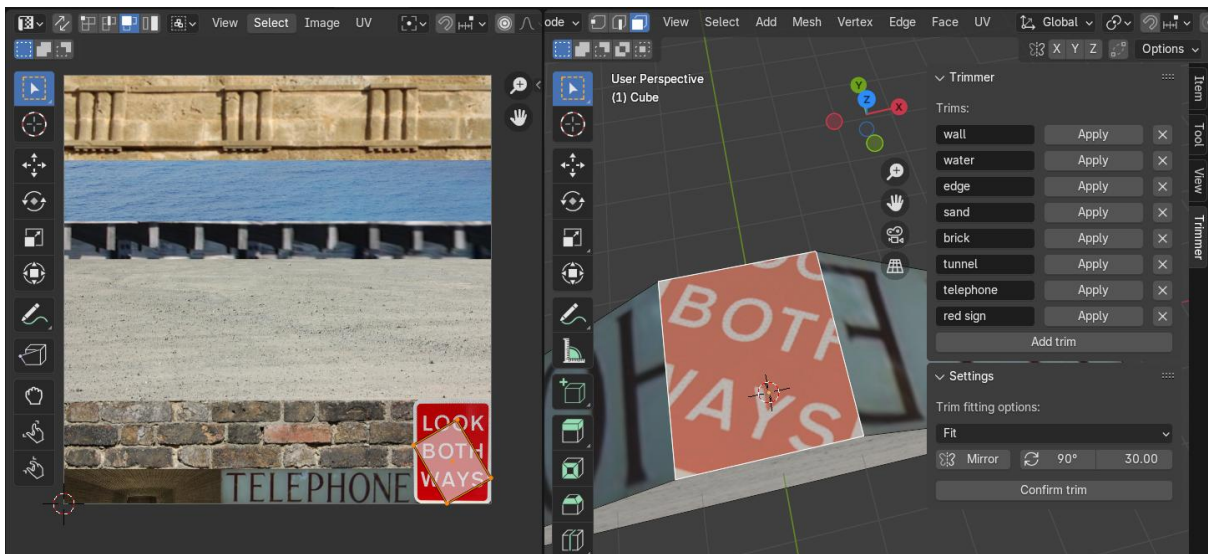 View Select Image UV
ode View Select Add Mesh Vertex Edge Face UV Global
X Y Z Options
User Perspective
(1) Cube
Y
Z
X
LOOK
BOTH
WAYS
TELEPHONE
BOTH
WAYS
Trimmer
Trims:
wall Apply
water Apply
edge Apply
sand Apply
brick Apply
tunnel Apply
telephone Apply
red sign Apply
Add trim
Settings
Trim fitting options:
Fit
Mirror 90° 30.00
Confirm trim
Item
Tool
View
Trimmer